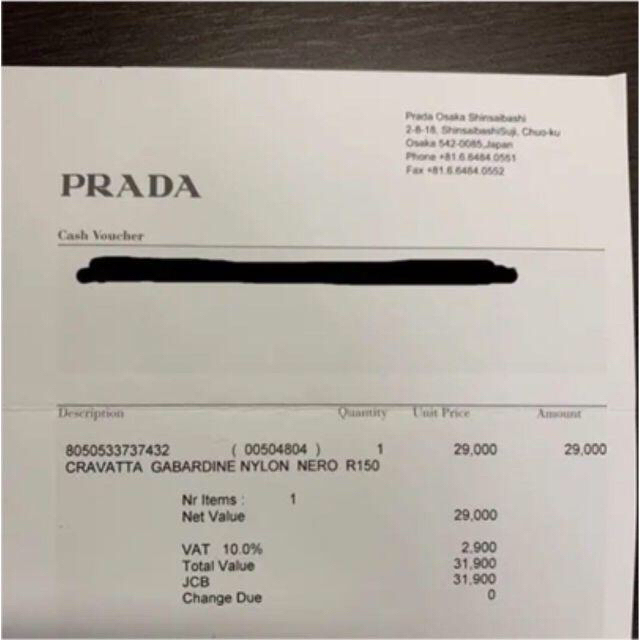 Prada Osaka Shinsaibashi
2-8-18, ShinsaibashiSuji, Chuo-ku
Osaka 542-0085, Japan
Phone +81.6.6484.0551
Fax +81.6.6464.0552
PRADA
Cash Voucher
Description Quantity Unit Price Amount
8050533737432 ( 00504804 ) 1 29,000 29,000
CRAVATTA GABARDINE NYLON NERO R150
Nr Items : 1
Net Value 29,000
VAT 10.0% 2,900
Total Value 31,900
JCB 31,900
Change Due 0